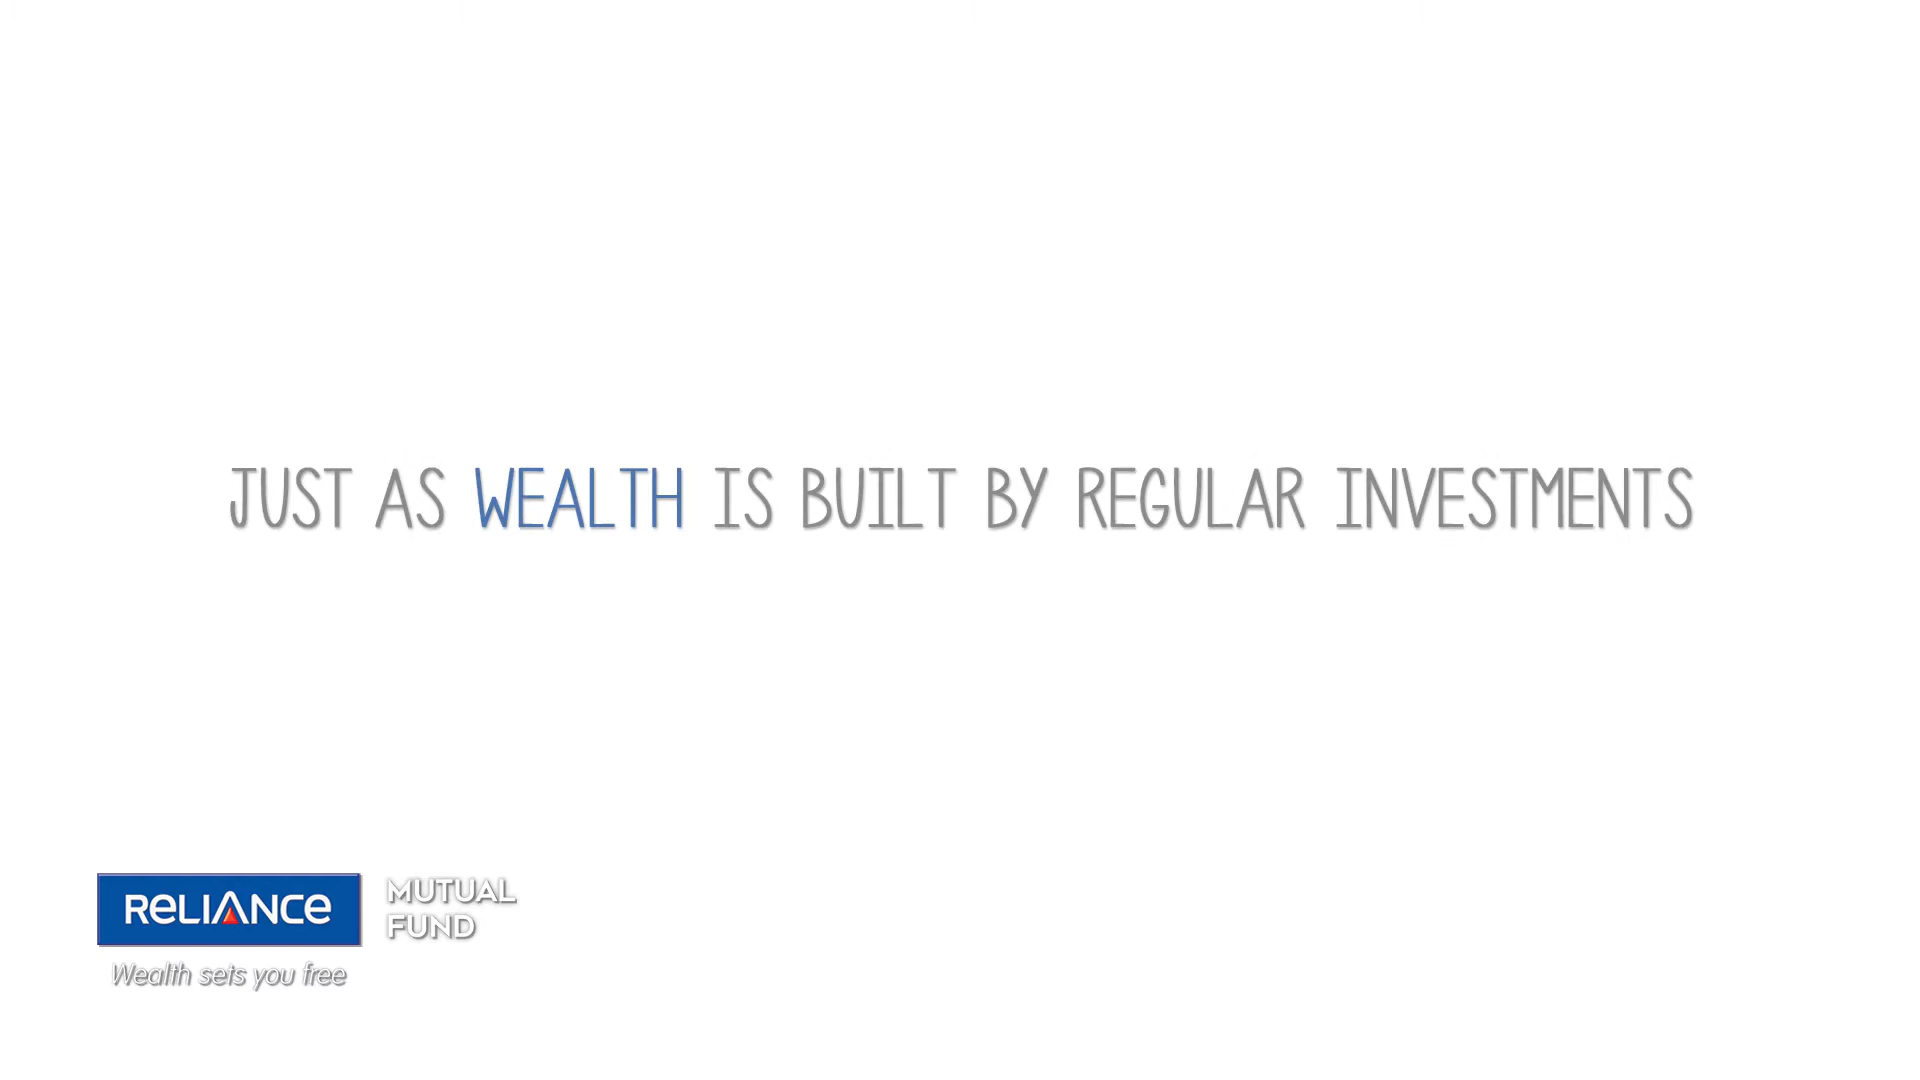 JUST AS WEALTH IS BUILT BY REGULAR INVESTMENTS
RELIANCE
MUTUAL
FUND
Wealth sets you free